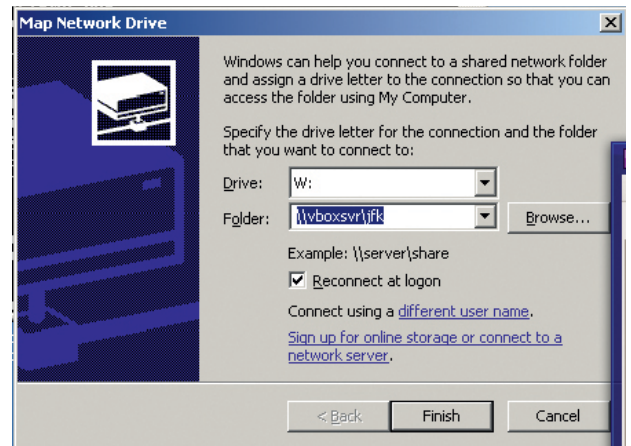 Map Network Drive
Windows can help you connect to a shared network folder
and assign a drive letter to the connection so that you can
access the folder using My Computer.
Specify the drive letter for the connection and the folder
that you want to connect to:
Drive: W:
Folder: \\vboxsvr\jfk Browse...
Example: \\server\share
Reconnect at logon
Connect using a different user name.
Sign up for online storage or connect to a
network server.
< Back Finish Cancel